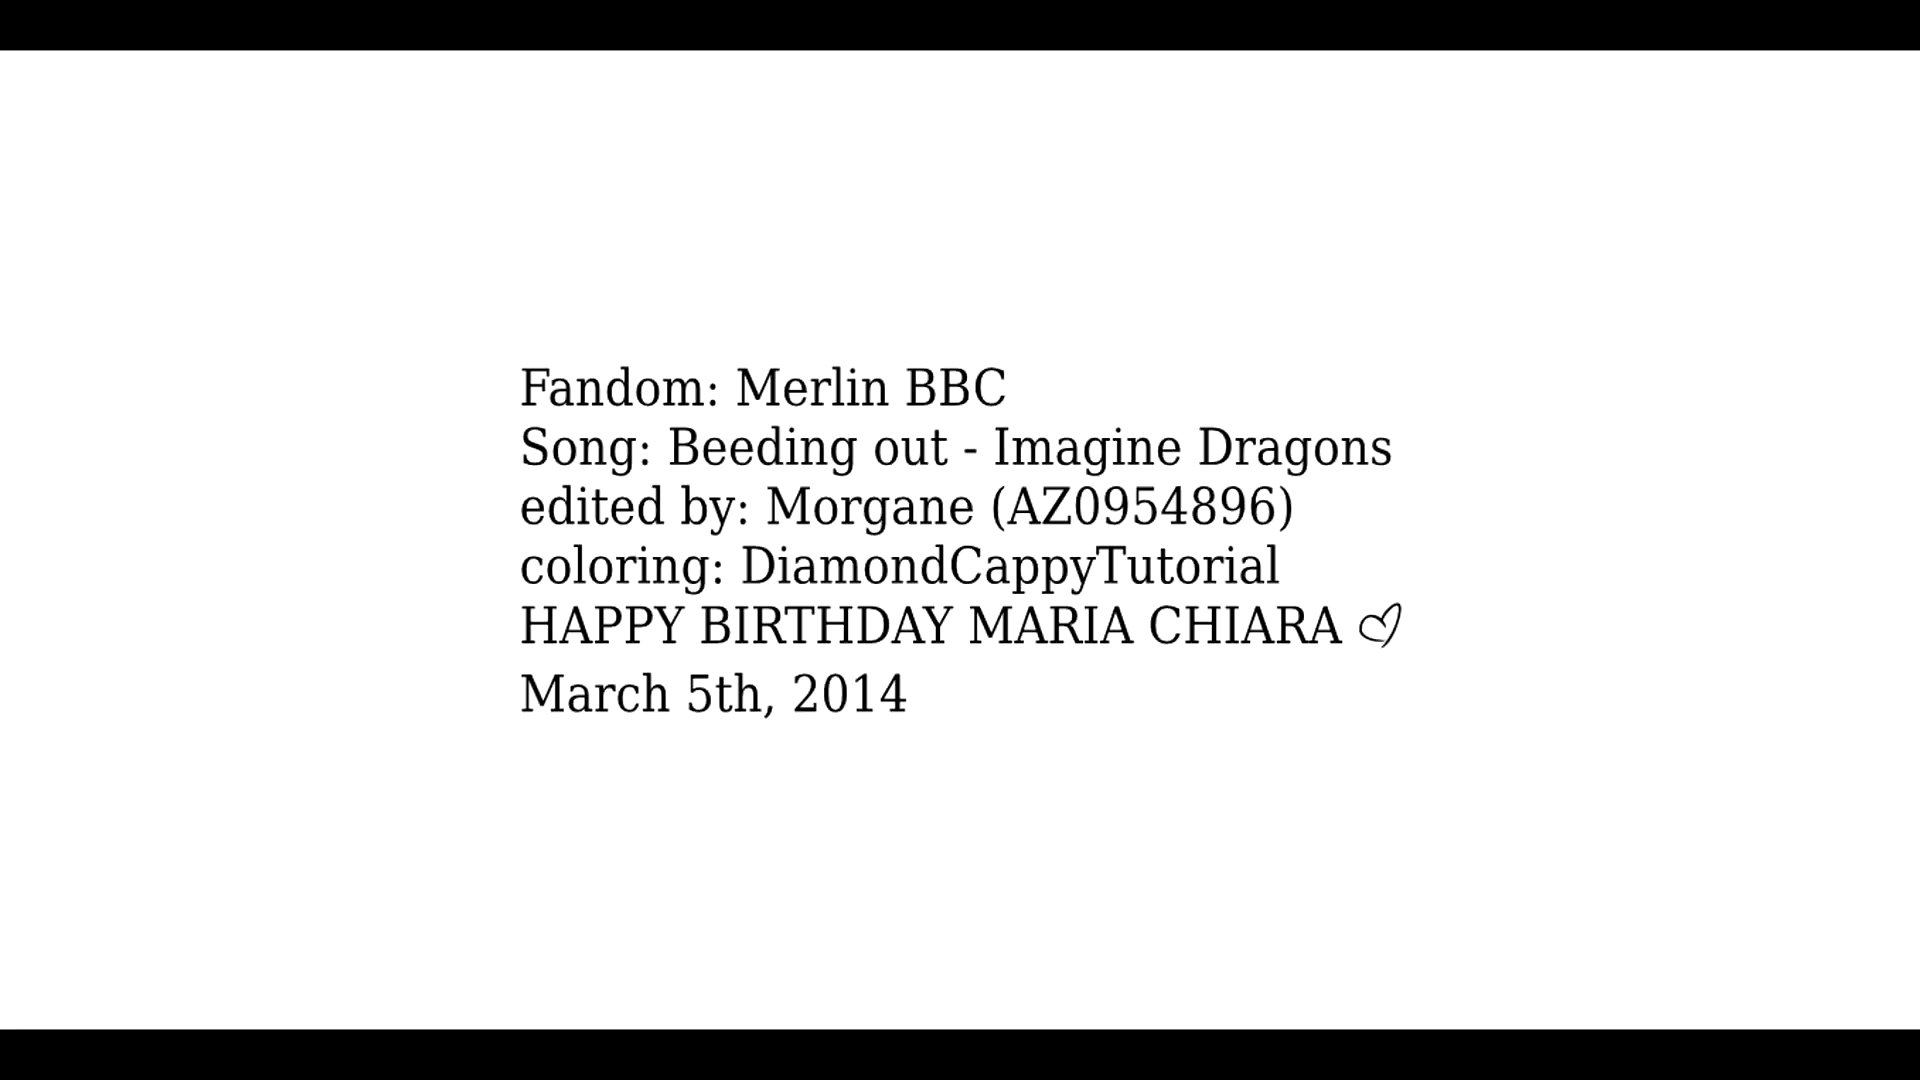 Fandom: Merlin BBC
Song: Beeding out - Imagine Dragons
edited by: Morgane (AZ0954896)
coloring: DiamondCappyTutorial
HAPPY BIRTHDAY MARIA CHIARA ♡
March 5th, 2014